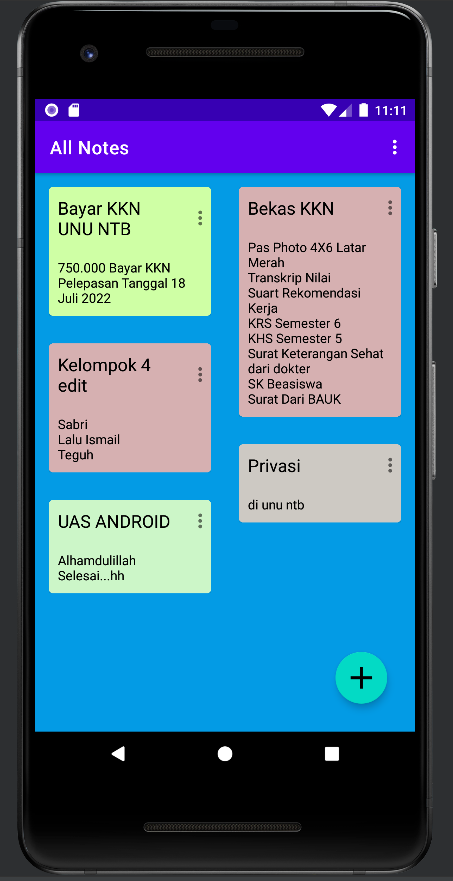 11:11
All Notes
Bayar KKN
UNU NTB
750.000 Bayar KKN
Pelepasan Tanggal 18
Juli 2022
Bekas KKN
Pas Photo 4X6 Latar
Merah
Transkrip Nilai
Suart Rekomendasi
Kerja
KRS Semester 6
KHS Semester 5
Surat Keterangan Sehat
dari dokter
SK Beasiswa
Surat Dari BAUK
Kelompok 4
edit
Sabri
Lalu Ismail
Teguh
Privasi
di unu ntb
UAS ANDROID
Alhamdulillah
Selesai...hh